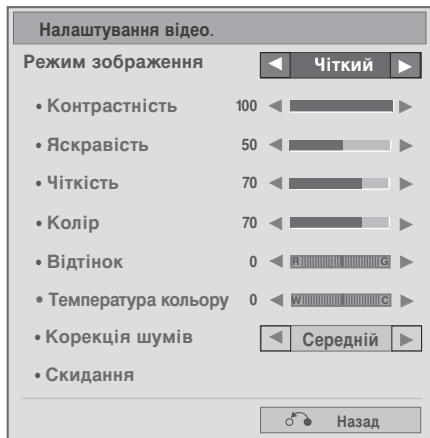 Налаштування відео.
Режим зображення ◀ Чіткий ▶
• Контрастність 100
• Яскравість 50
• Чіткість 70
• Колір 70
• Відтінок 0 R G
• Температура кольору 0 W C
• Корекція шумів ◀ Середній ▶
• Скидання
Назад